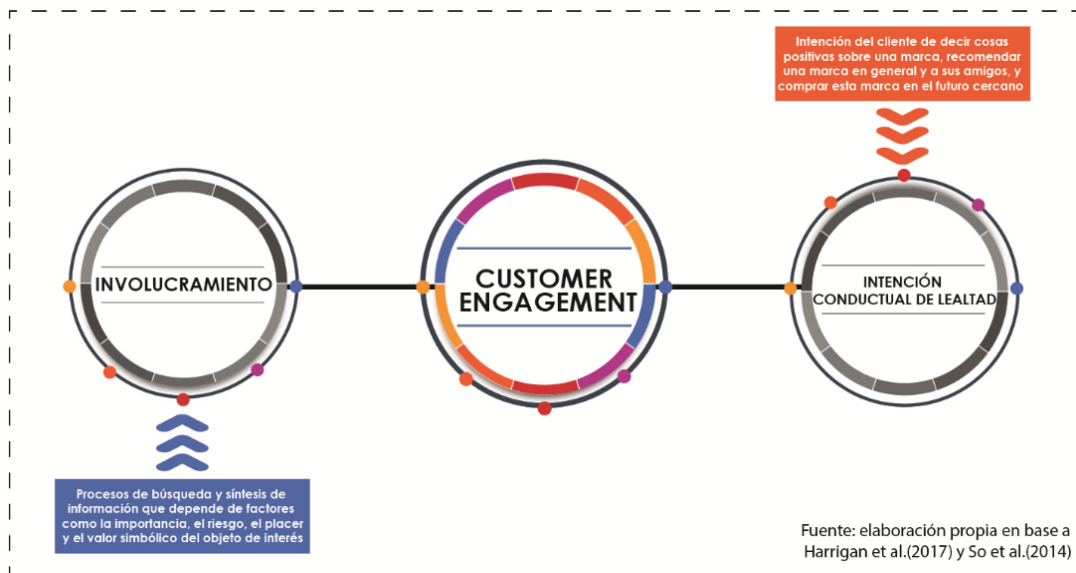 Intención del cliente de decir cosas
positivas sobre una marca, recomendar
una marca en general y a sus amigos, y
comprar esta marca en el futuro cercano
INVOLUCRAMIENTO
CUSTOMER
ENGAGEMENT
INTENCIÓN
CONDUCTUAL DE LEALTAD
Procesos de búsqueda y síntesis de
información que depende de factores
como la importancia, el riesgo, el placer
y el valor simbólico del objeto de interés
Fuente: elaboración propia en base a
Harrigan et al.(2017) y So et al.(2014)